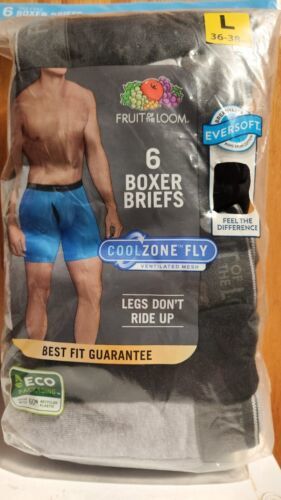 6 BOXER BRIEFS
L
36-38
FRUIT OF THE LOOM
EVERSOFT
6
BOXER
BRIEFS
FEEL THE
DIFFERENCE
COOLZONE™ FLY
VENTILATED MESH
LEGS DON'T
RIDE UP
BEST FIT GUARANTEE
ECO